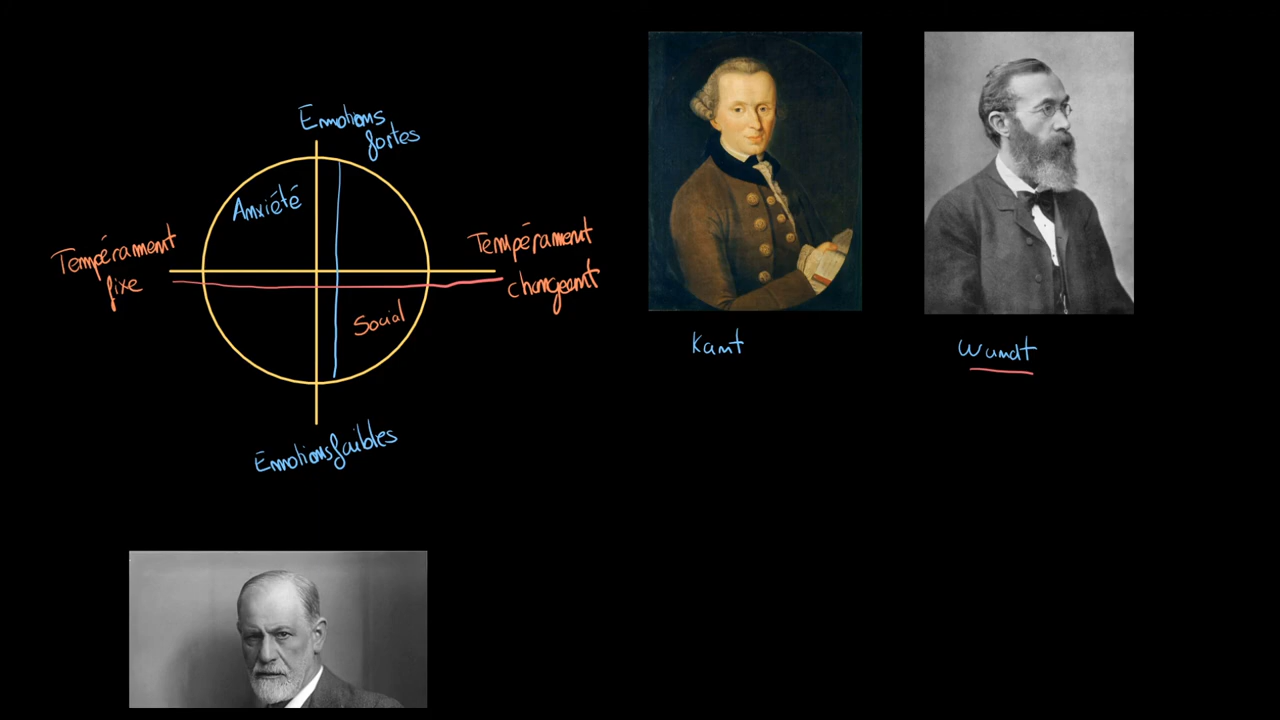 Emotions
fortes
Anxiété
Tempérament
fixe
Tempérament
changeant
Social
Emotions faibles
Kant
Wundt